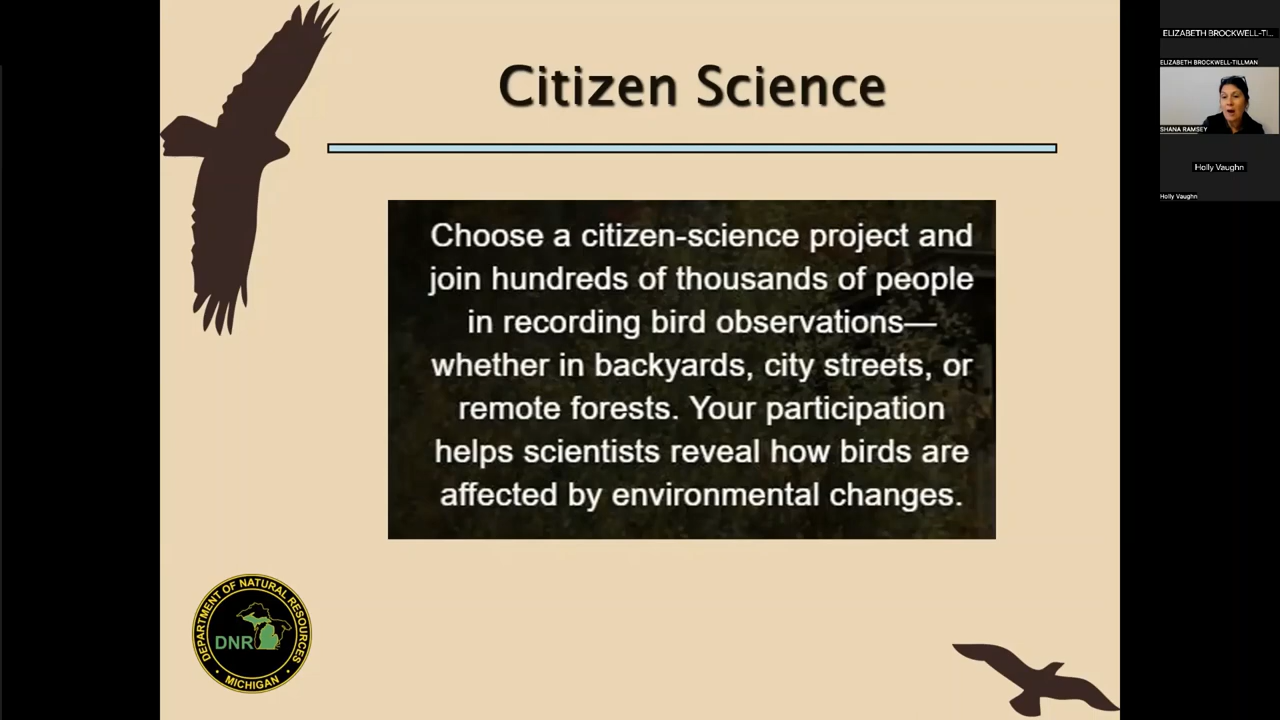 Citizen Science
Choose a citizen-science project and
join hundreds of thousands of people
in recording bird observations—
whether in backyards, city streets, or
remote forests. Your participation
helps scientists reveal how birds are
affected by environmental changes.
DEPARTMENT OF NATURAL RESOURCES
DNR
• MICHIGAN •
ELIZABETH BROCKWELL-TI...
ELIZABETH BROCKWELL-TILLMAN
SHANA RAMSEY
Holly Vaughn
Holly Vaughn